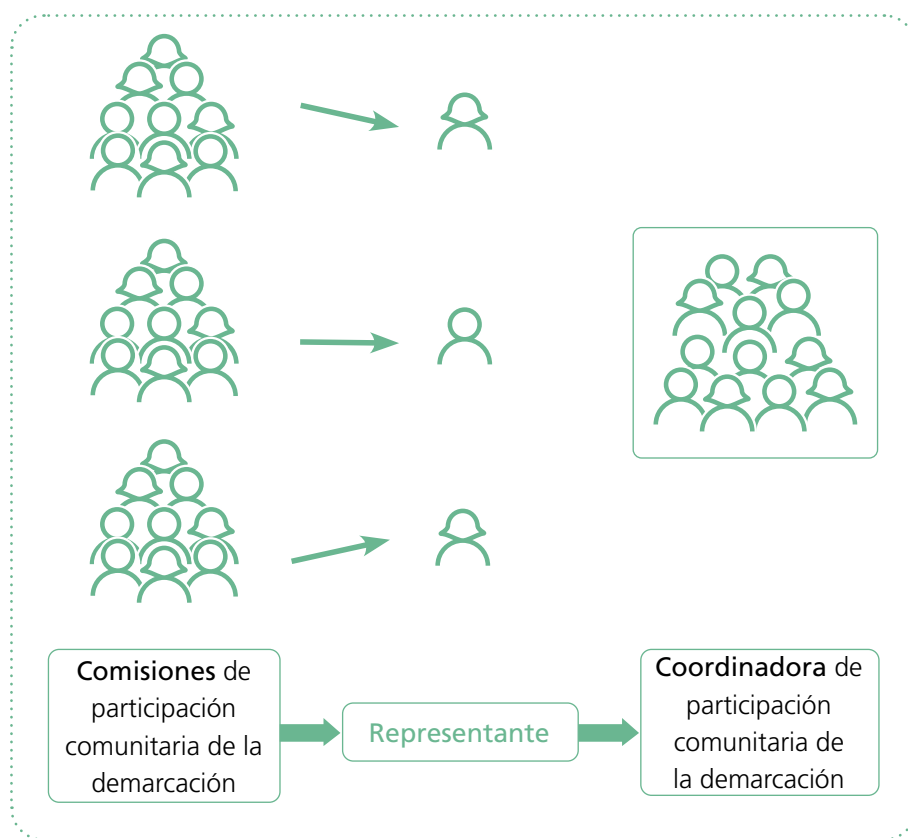 Comisiones de
participación
comunitaria de la
demarcación
Representante
Coordinadora de
participación
comunitaria de
la demarcación